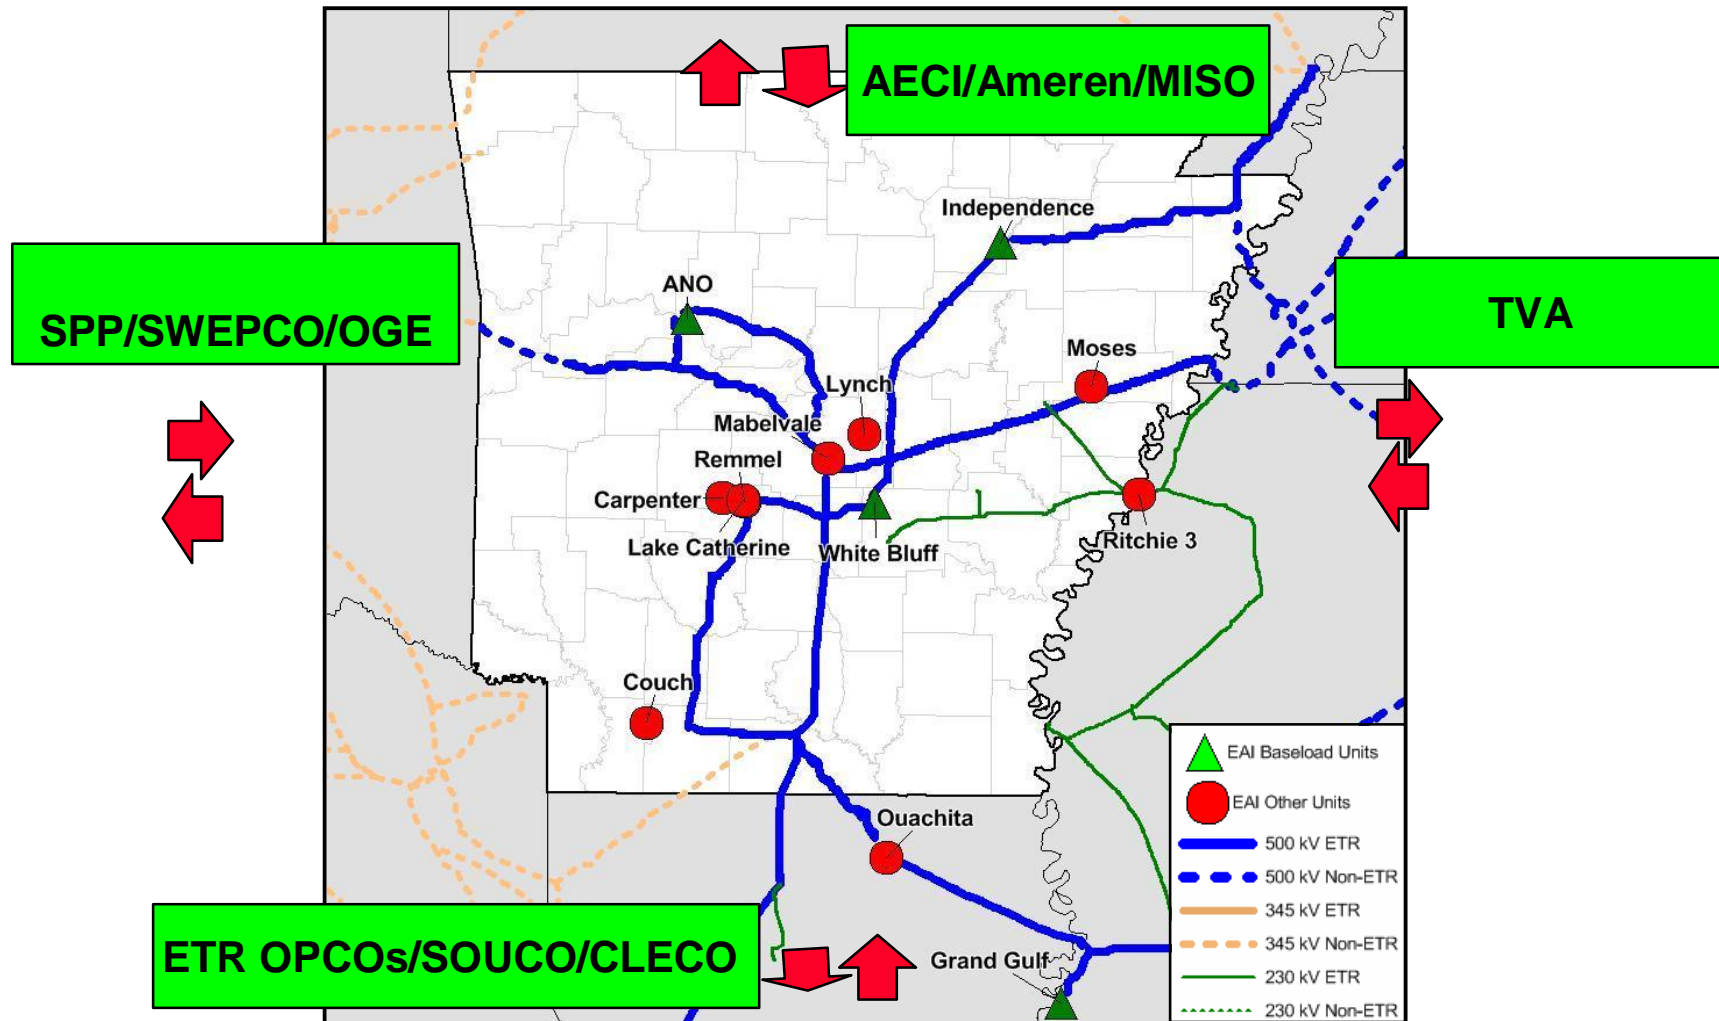 AECI/Ameren/MISO
Independence
SPP/SWEPCO/OGE
ANO
TVA
Moses
Lynch
Mabelvale
Remmel
Carpenter
Lake Catherine
White Bluff
Ritchie 3
Couch
Ouachita
ETR OPCOs/SOUCO/CLECO
Grand Gulf
EAI Baseload Units
EAI Other Units
500 kV ETR
500 kV Non-ETR
345 kV ETR
345 kV Non-ETR
230 kV ETR
230 kV Non-ETR